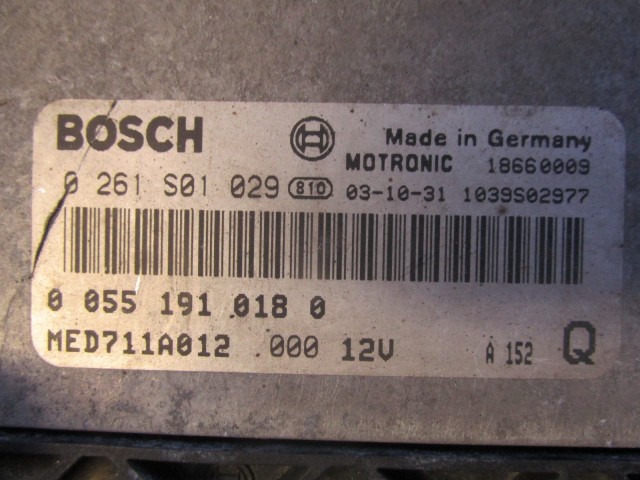 BOSCH Made in Germany
MOTRONIC 18660009
0 261 S01 029 810 03-10-31 1039S02977
0 055 191 018 0
MED711A012 .000 12V A 152 Q